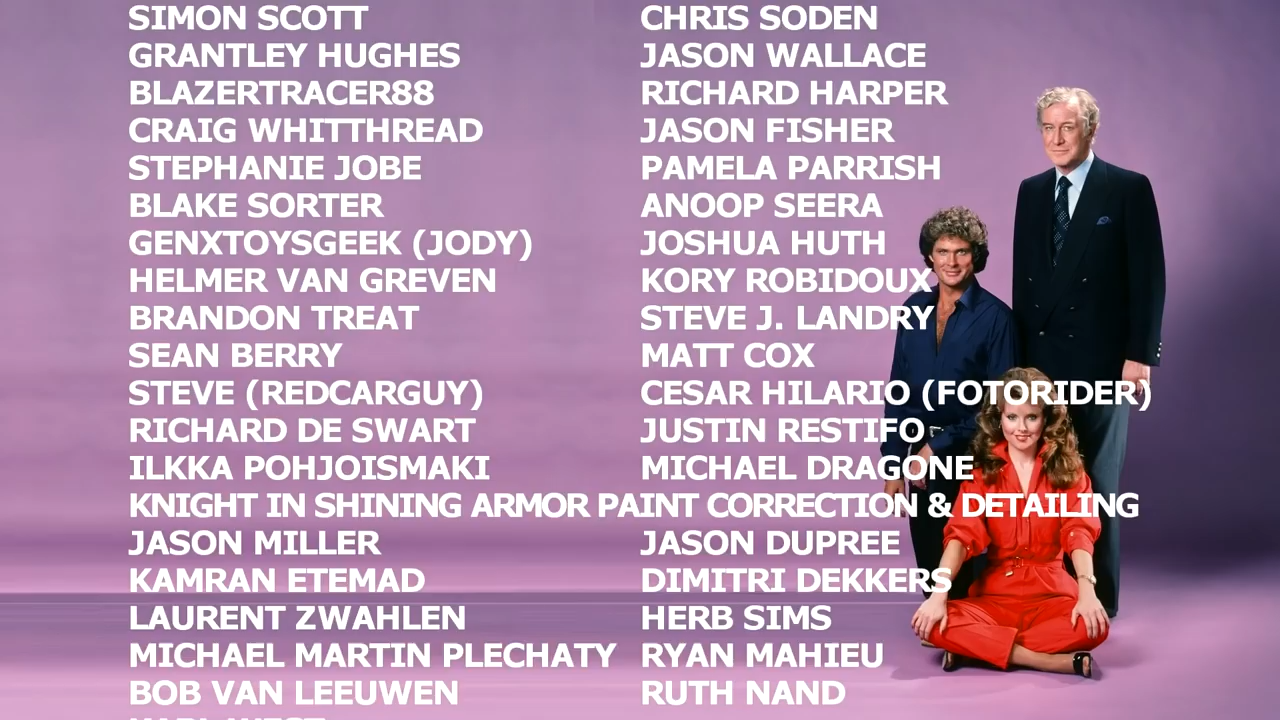 SIMON SCOTT CHRIS SODEN
GRANTLEY HUGHES JASON WALLACE
BLAZERTRACER88 RICHARD HARPER
CRAIG WHITTHREAD JASON FISHER
STEPHANIE JOBE PAMELA PARRISH
BLAKE SORTER ANOOP SEERA
GENXTOYSGEEK (JODY) JOSHUA HUTH
HELMER VAN GREVEN KORY ROBIDOUX
BRANDON TREAT STEVE J. LANDRY
SEAN BERRY MATT COX
STEVE (REDCARGUY) CESAR HILARIO (FOTORIDER)
RICHARD DE SWART JUSTIN RESTIFO
ILKKA POHJOISMAKI MICHAEL DRAGONE
KNIGHT IN SHINING ARMOR PAINT CORRECTION & DETAILING
JASON MILLER JASON DUPREE
KAMRAN ETEMAD DIMITRI DEKKERS
LAURENT ZWAHLEN HERB SIMS
MICHAEL MARTIN PLECHATY RYAN MAHIEU
BOB VAN LEEUWEN RUTH NAND